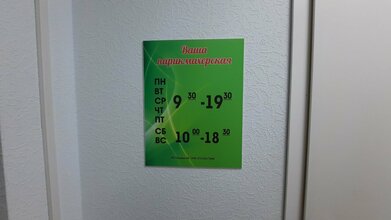 Ваша
парикмахерская
ПН
ВТ
СР 9 30 -19 30
ЧТ
ПТ
СБ
ВС 10 00 -18 30